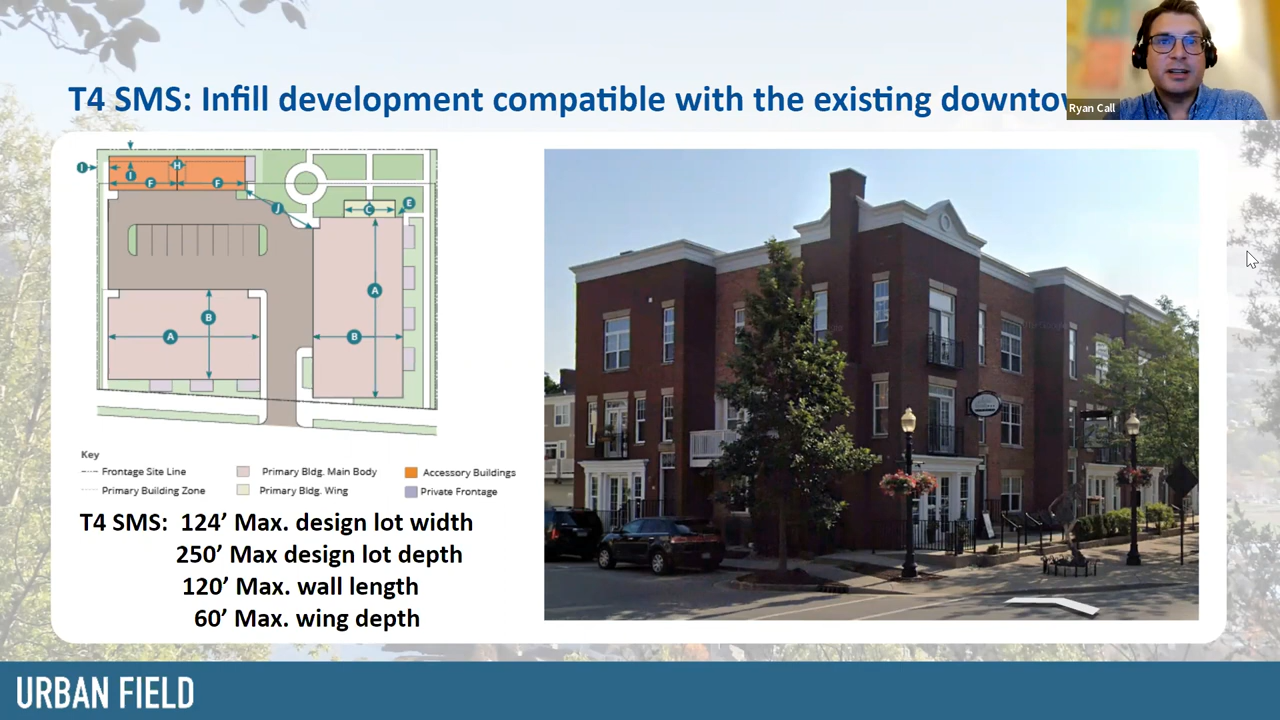 T4 SMS: Infill development compatible with the existing downto
Ryan Call
I
I
H
F
F
J
C
E
A
B
A
B
Key
Frontage Site Line
Primary Bldg. Main Body
Accessory Buildings
Primary Building Zone
Primary Bldg. Wing
Private Frontage
T4 SMS: 124’ Max. design lot width
250’ Max design lot depth
120’ Max. wall length
60’ Max. wing depth
URBAN FIELD